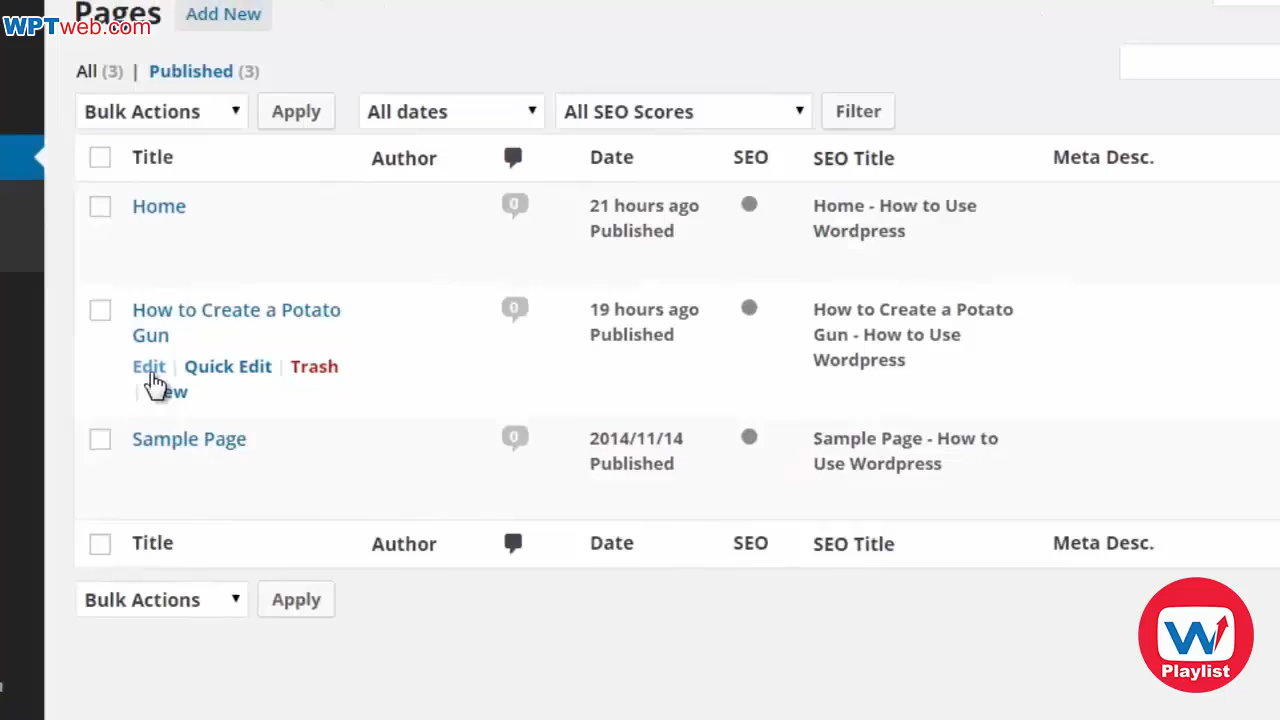 Pages Add New
WPTweb.com
All (3) | Published (3)
Bulk Actions Apply All dates All SEO Scores Filter
Title Author Date SEO SEO Title Meta Desc.
Home 0 21 hours ago Home - How to Use
Published Wordpress
How to Create a Potato 0 19 hours ago How to Create a Potato
Gun Published Gun - How to Use
Wordpress
Edit | Quick Edit | Trash
Sample Page 0 2014/11/14 Sample Page - How to
Published Use Wordpress
Title Author Date SEO SEO Title Meta Desc.
Bulk Actions Apply
W
Playlist